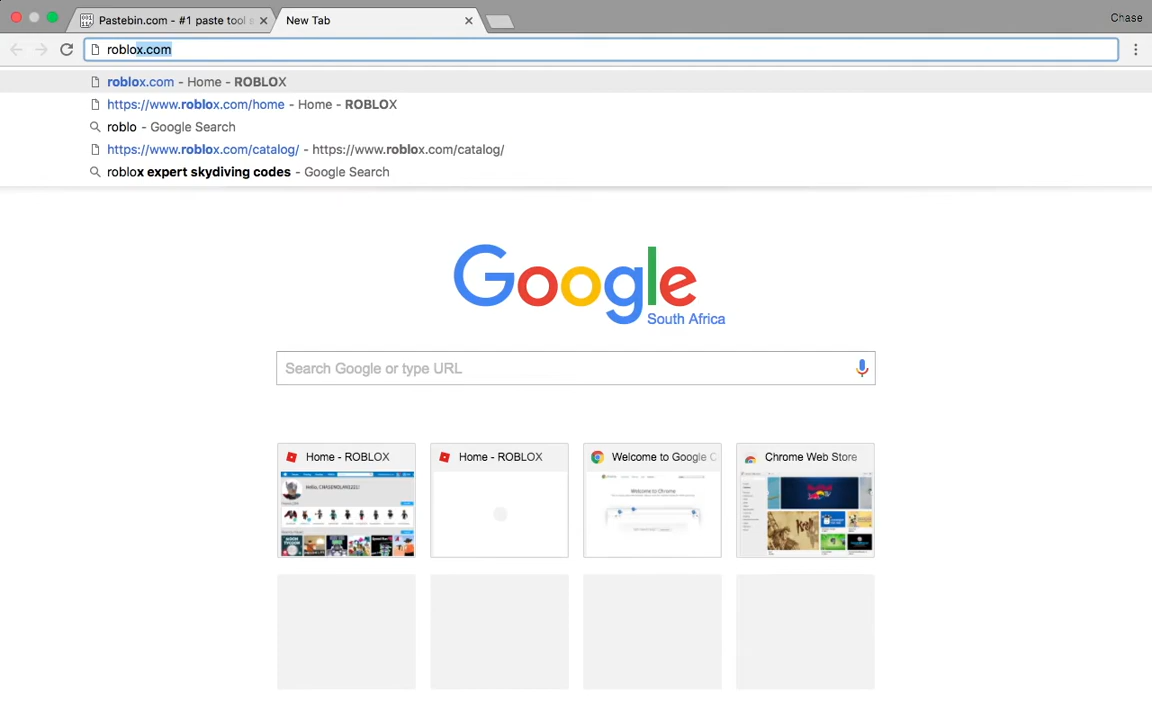 Pastebin.com - #1 paste tool
New Tab
Chase
roblox.com
roblox.com - Home - ROBLOX
https://www.roblox.com/home - Home - ROBLOX
roblo - Google Search
https://www.roblox.com/catalog/ - https://www.roblox.com/catalog/
roblox expert skydiving codes - Google Search
Google
South Africa
Search Google or type URL
Home - ROBLOX
Home - ROBLOX
Welcome to Google C
Chrome Web Store
Welcome to Chrome